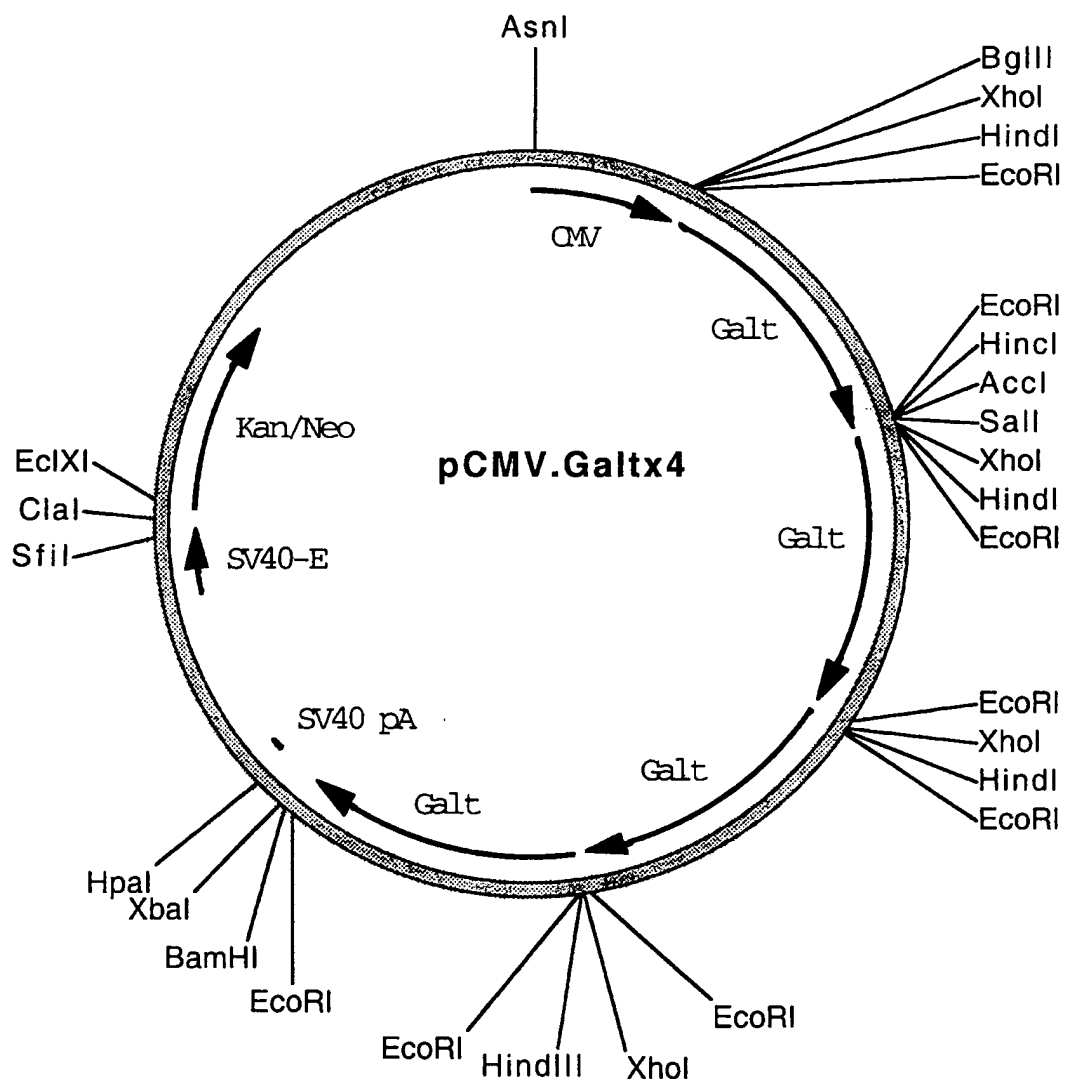 AsnI
BglII
XhoI
HindI
EcoRI
CMV
Galt
EcoRI
HincI
AccI
SalI
XhoI
HindI
EcoRI
Kan/Neo
pCMV.Galtx4
EclXI
ClaI
SfiI
SV40-E
Galt
EcoRI
XhoI
HindI
EcoRI
SV40 pA
Galt
Galt
HpaI
XbaI
BamHI
EcoRI
EcoRI
HindIII
XhoI
EcoRI